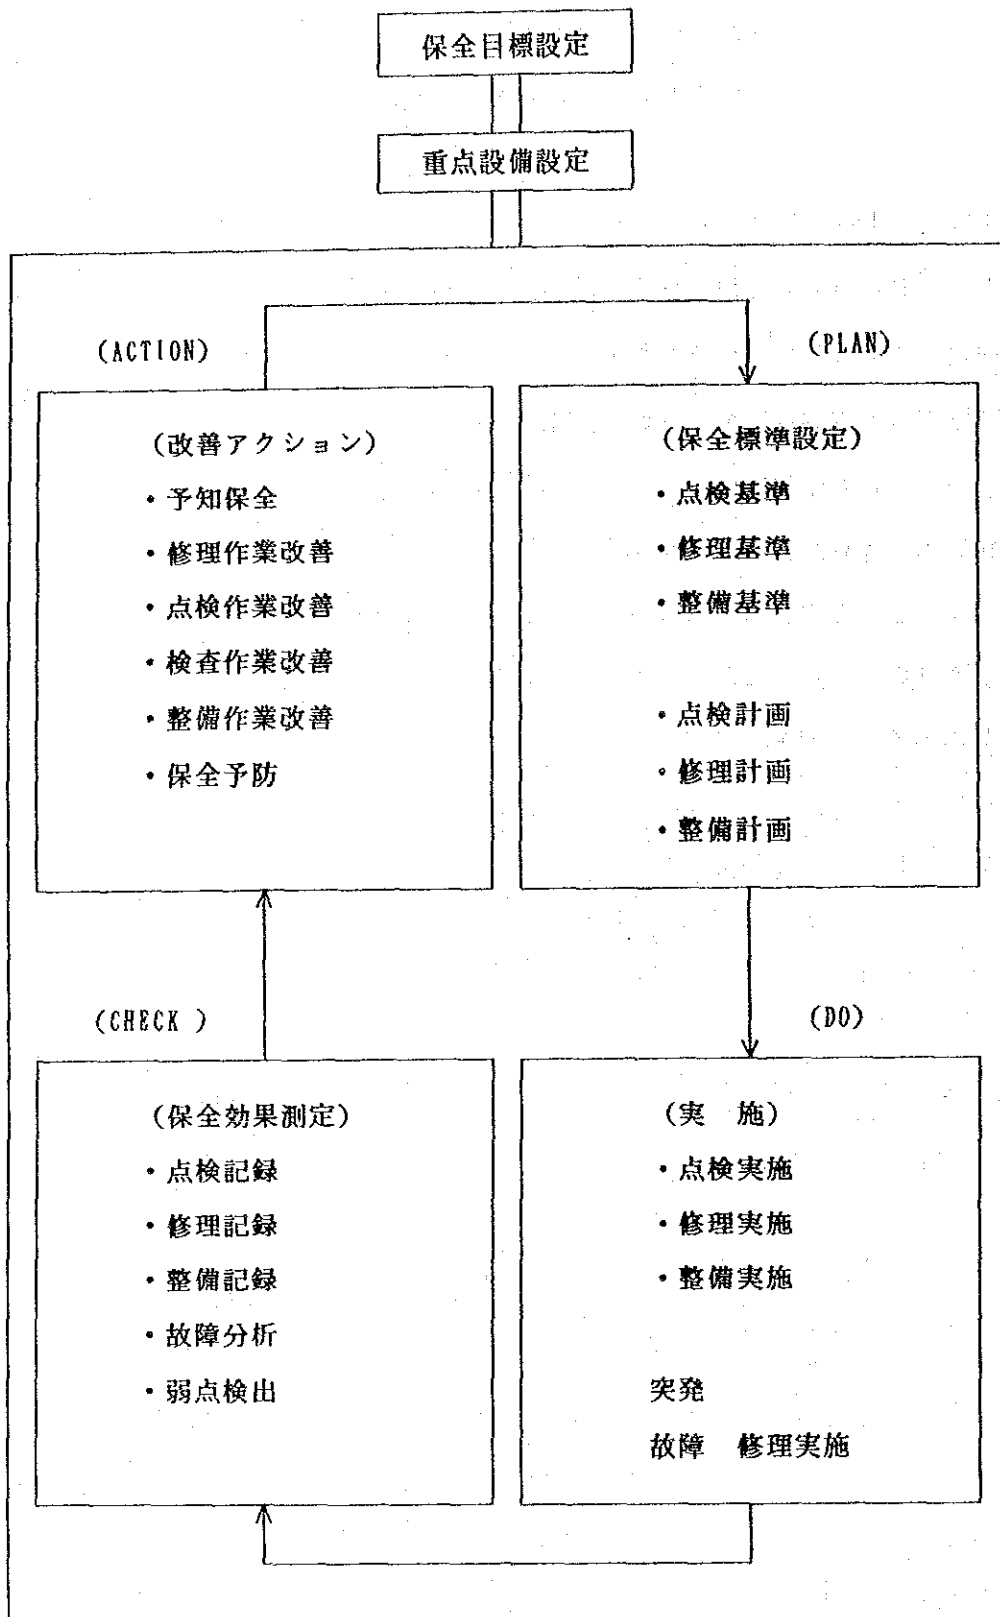 保全目標設定
重点設備設定
(ACTION)
(改善アクション)
・予知保全
・修理作業改善
・点検作業改善
・検査作業改善
・整備作業改善
・保全予防
(PLAN)
(保全標準設定)
・点検基準
・修理基準
・整備基準
・点検計画
・修理計画
・整備計画
(DO)
(実　施)
・点検実施
・修理実施
・整備実施
突発
故障　修理実施
(CHECK )
(保全効果測定)
・点検記録
・修理記録
・整備記録
・故障分析
・弱点検出